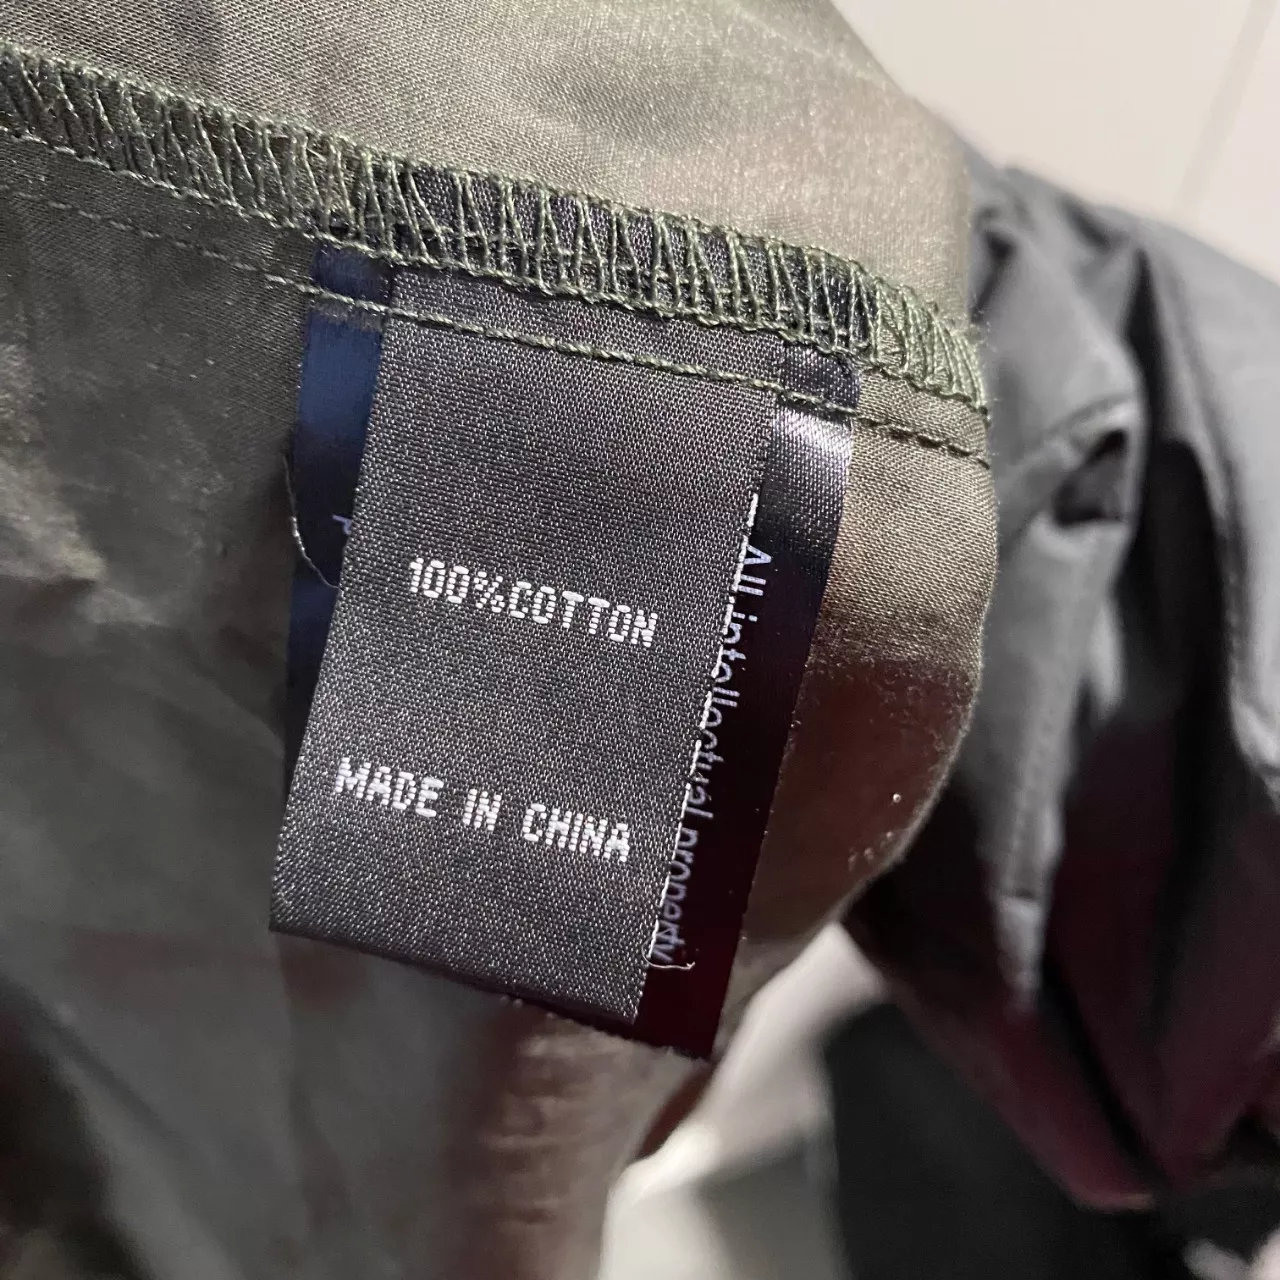 100%COTTON
MADE IN CHINA
All intellectual property